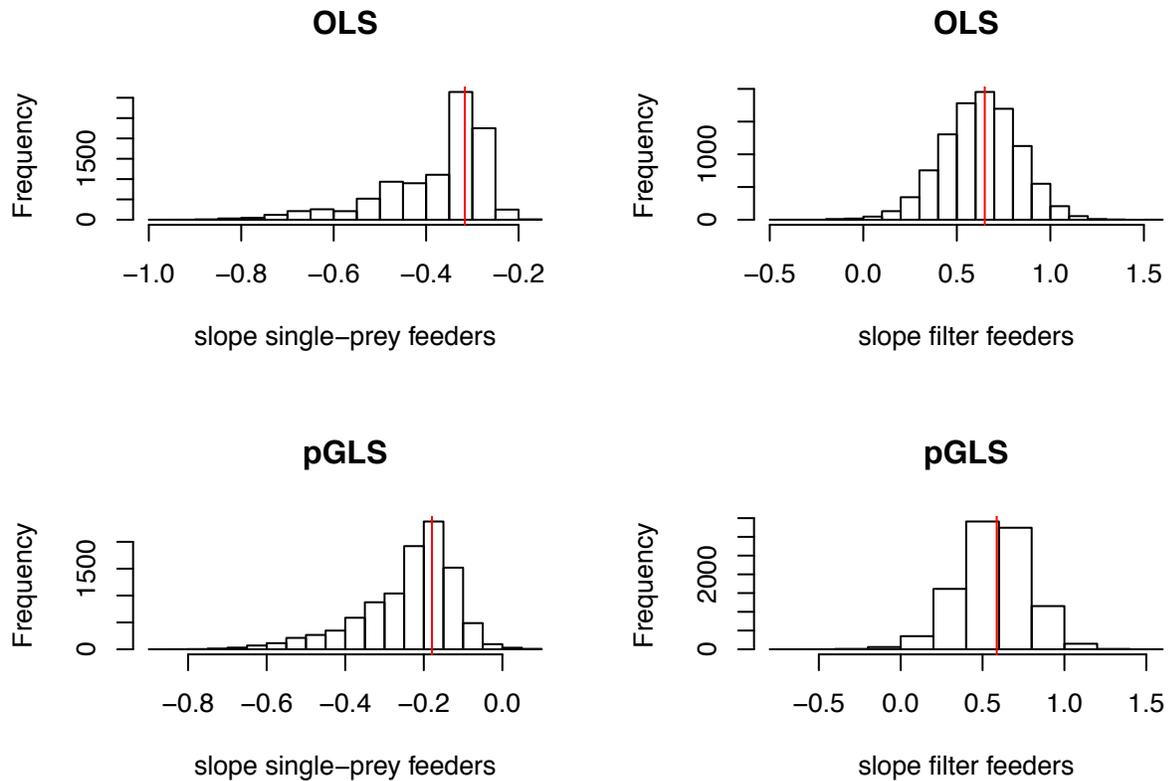 OLS
Frequency
0
1500
−1.0 −0.8 −0.6 −0.4 −0.2
slope single−prey feeders
OLS
Frequency
0
1000
−0.5 0.0 0.5 1.0 1.5
slope filter feeders
pGLS
Frequency
0
1500
−0.8 −0.6 −0.4 −0.2 0.0
slope single−prey feeders
pGLS
Frequency
0
2000
−0.5 0.0 0.5 1.0 1.5
slope filter feeders